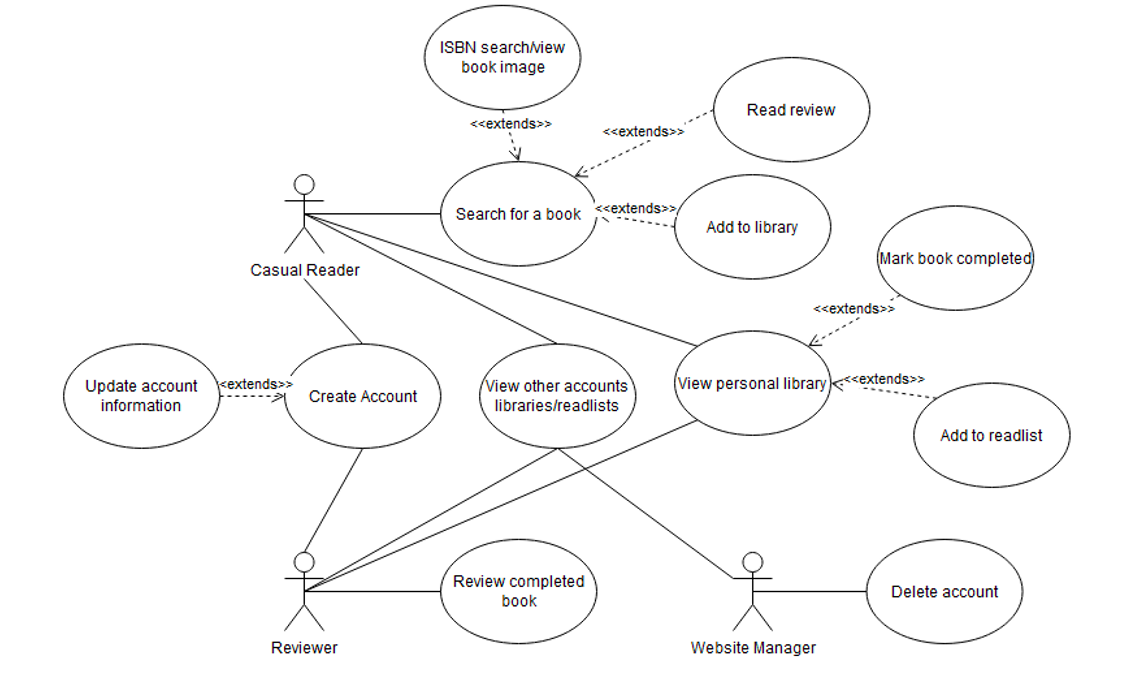 ISBN search/view
book image
<<extends>>
Read review
<<extends>>
Search for a book
<<extends>>
Add to library
Casual Reader
Mark book completed
<<extends>>
Update account
information
<extends>>
Create Account
View other accounts
libraries/readlists
View personal library
<<extends>>
Add to readlist
Review completed
book
Delete account
Reviewer
Website Manager